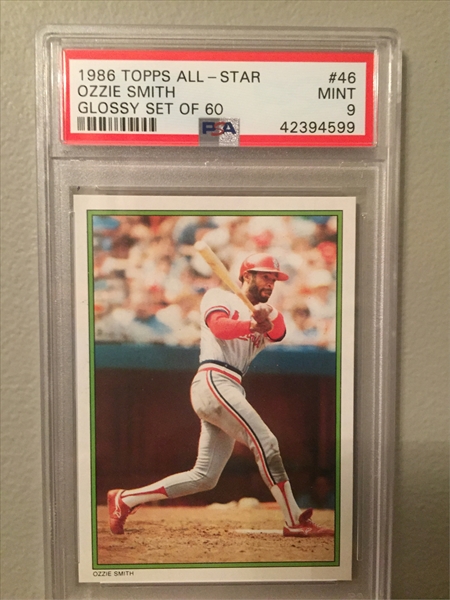 1986 TOPPS ALL-STAR #46
OZZIE SMITH MINT
GLOSSY SET OF 60 9
PSA 42394599
OZZIE SMITH